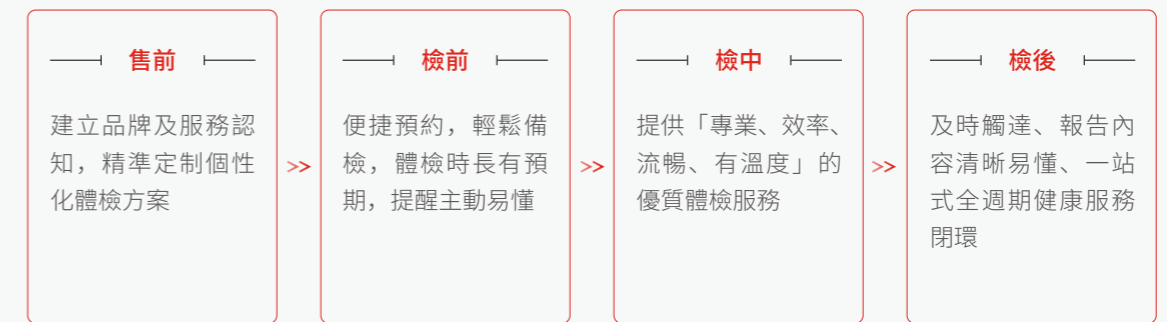 售前
建立品牌及服務認
知，精準定制個性
化體檢方案
>>
檢前
便捷預約，輕鬆備
檢，體檢時長有預
期，提醒主動易懂
>>
檢中
提供「專業、效率、
流暢、有溫度」的
優質體檢服務
>>
檢後
及時觸達、報告內
容清晰易懂、一站
式全週期健康服務
閉環